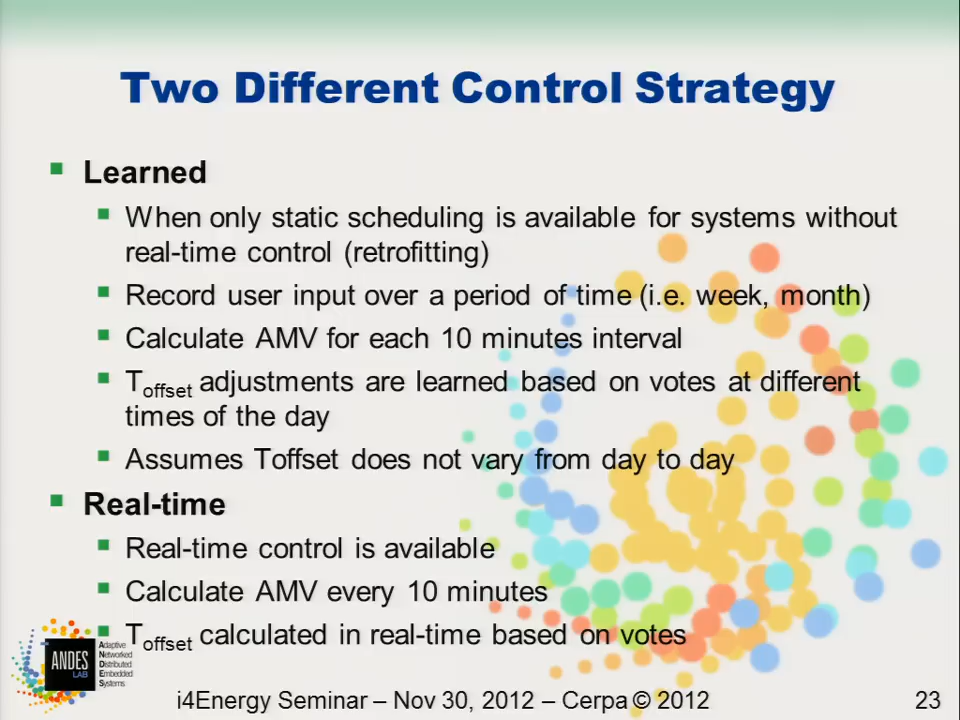 Two Different Control Strategy
Learned
When only static scheduling is available for systems without
real-time control (retrofitting)
Record user input over a period of time (i.e. week, month)
Calculate AMV for each 10 minutes interval
Toffset adjustments are learned based on votes at different
times of the day
Assumes Toffset does not vary from day to day
Real-time
Real-time control is available
Calculate AMV every 10 minutes
Toffset calculated in real-time based on votes
ANDES
LAB
Adaptive
Networked
Distributed
Embedded
Systems
i4Energy Seminar – Nov 30, 2012 – Cerpa © 2012
23